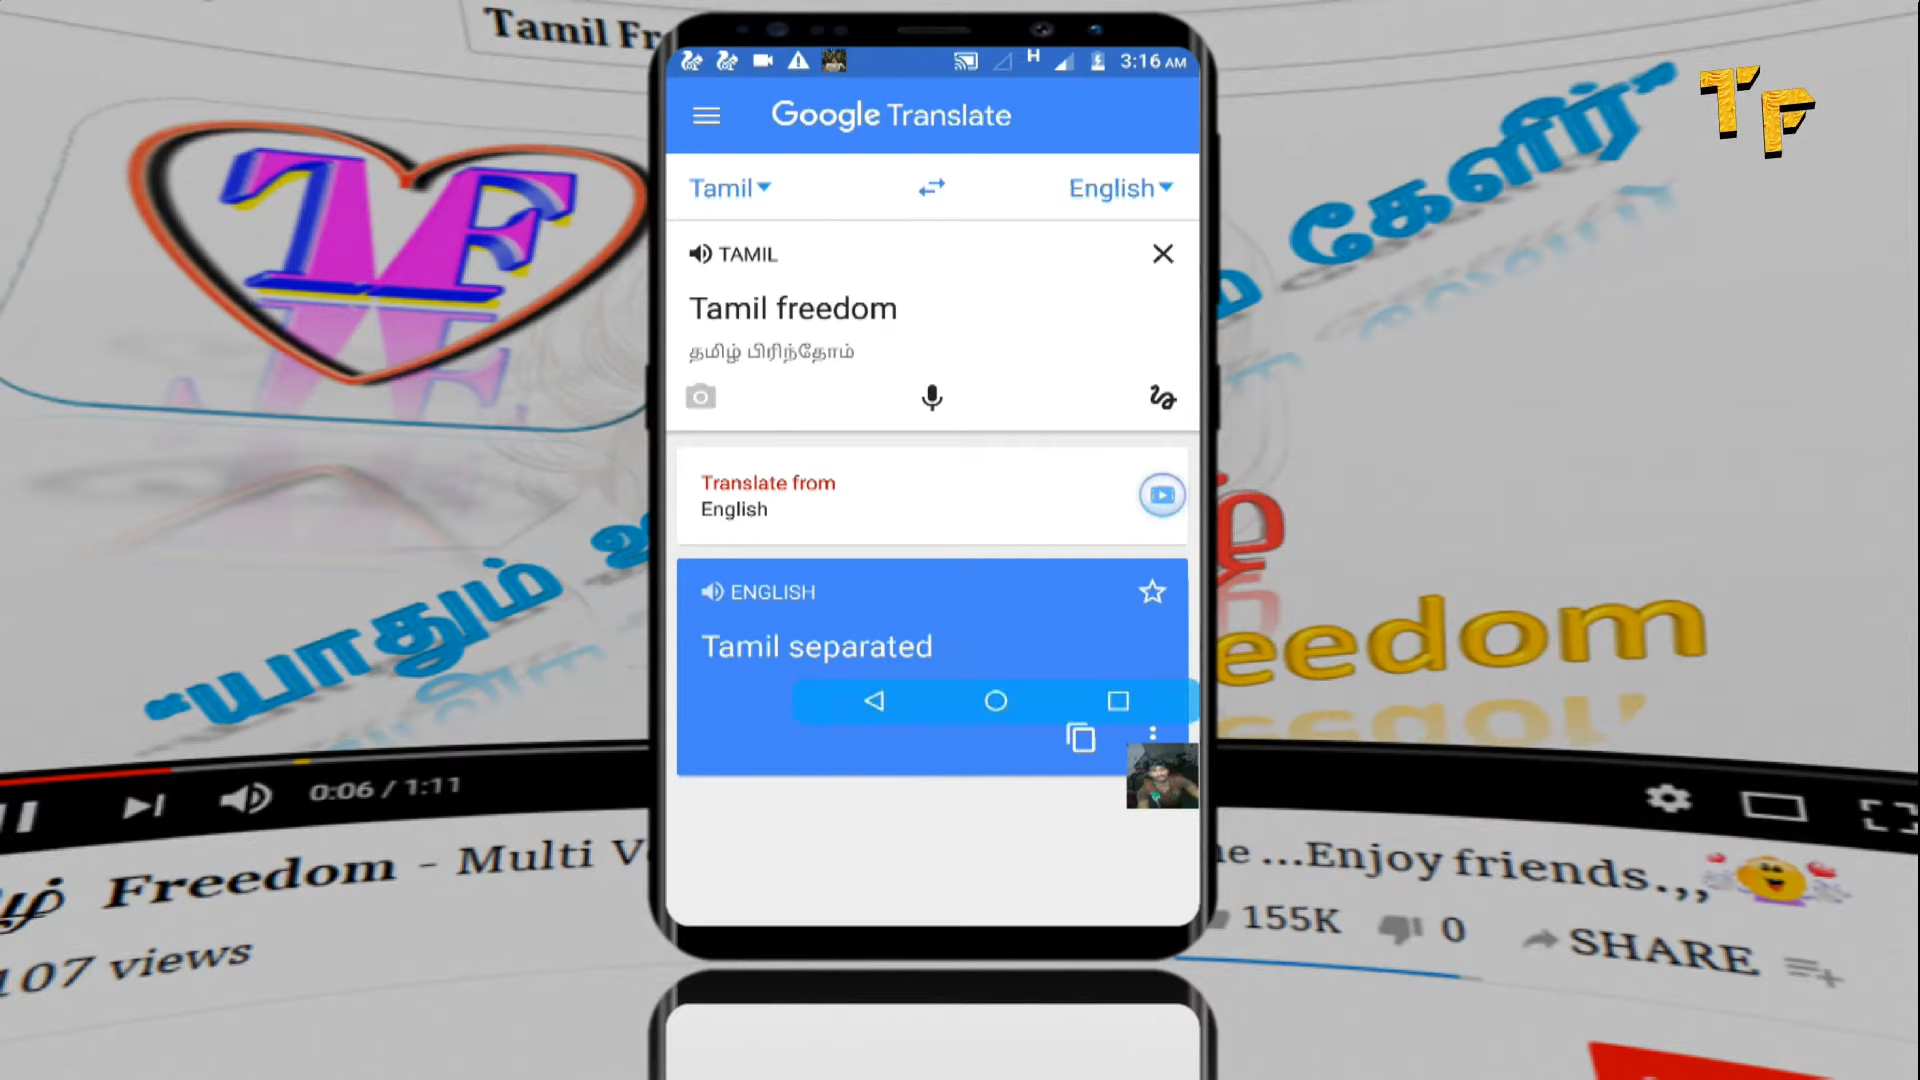 Tamil Fr
TF
3:16 AM
H
Google Translate
Tamil
English
TAMIL
Tamil freedom
தமிழ் பிரிந்தோம்
Translate from
English
ENGLISH
Tamil separated
TF
கேளிர்”
“யாதும்
eedom
0:06 / 1:11
Freedom - Multi
...Enjoy friends.,,
107 views
155K
0
SHARE